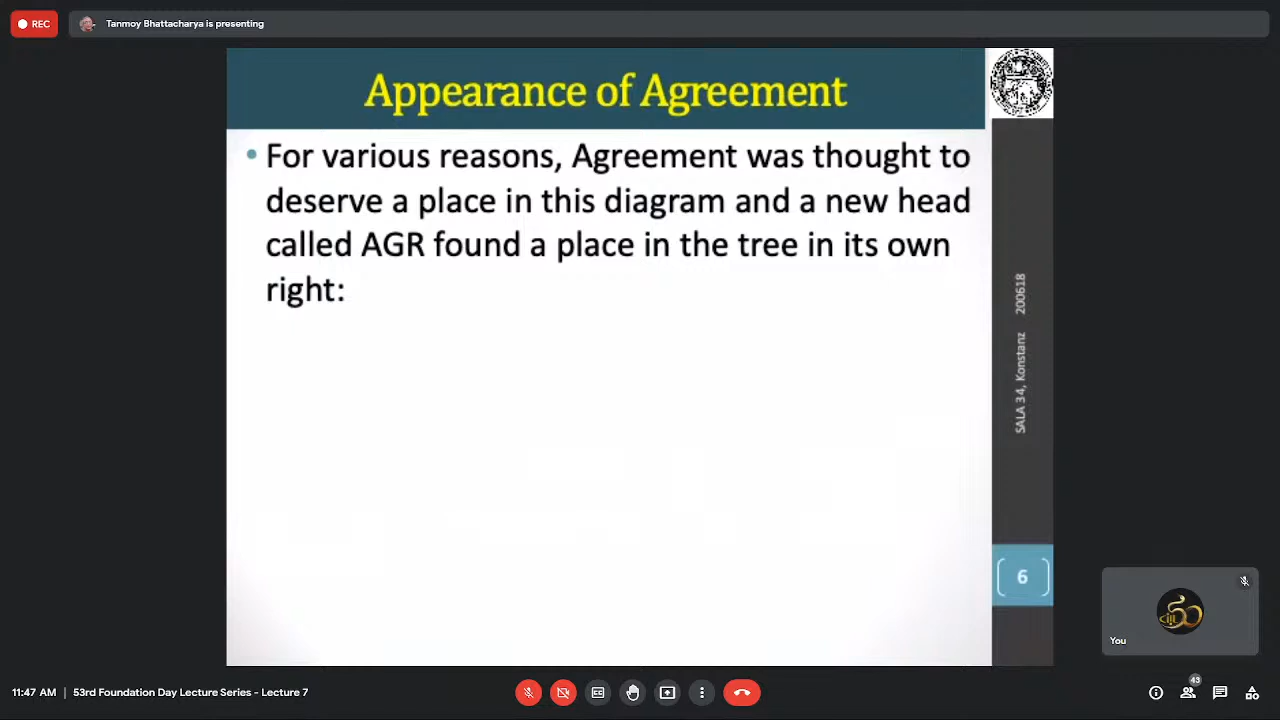 REC
Tanmoy Bhattacharya is presenting
Appearance of Agreement
• For various reasons, Agreement was thought to
deserve a place in this diagram and a new head
called AGR found a place in the tree in its own
right:
SALA 34, Konstanz 200618
6
You
11:47 AM | 53rd Foundation Day Lecture Series - Lecture 7
43